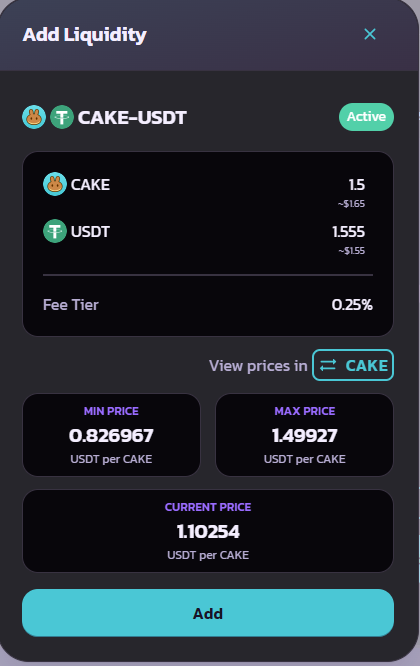 Add Liquidity
CAKE-USDT
Active
CAKE
1.5
~$1.65
USDT
1.555
~$1.55
Fee Tier
0.25%
View prices in
CAKE
MIN PRICE
0.826967
USDT per CAKE
MAX PRICE
1.49927
USDT per CAKE
CURRENT PRICE
1.10254
USDT per CAKE
Add